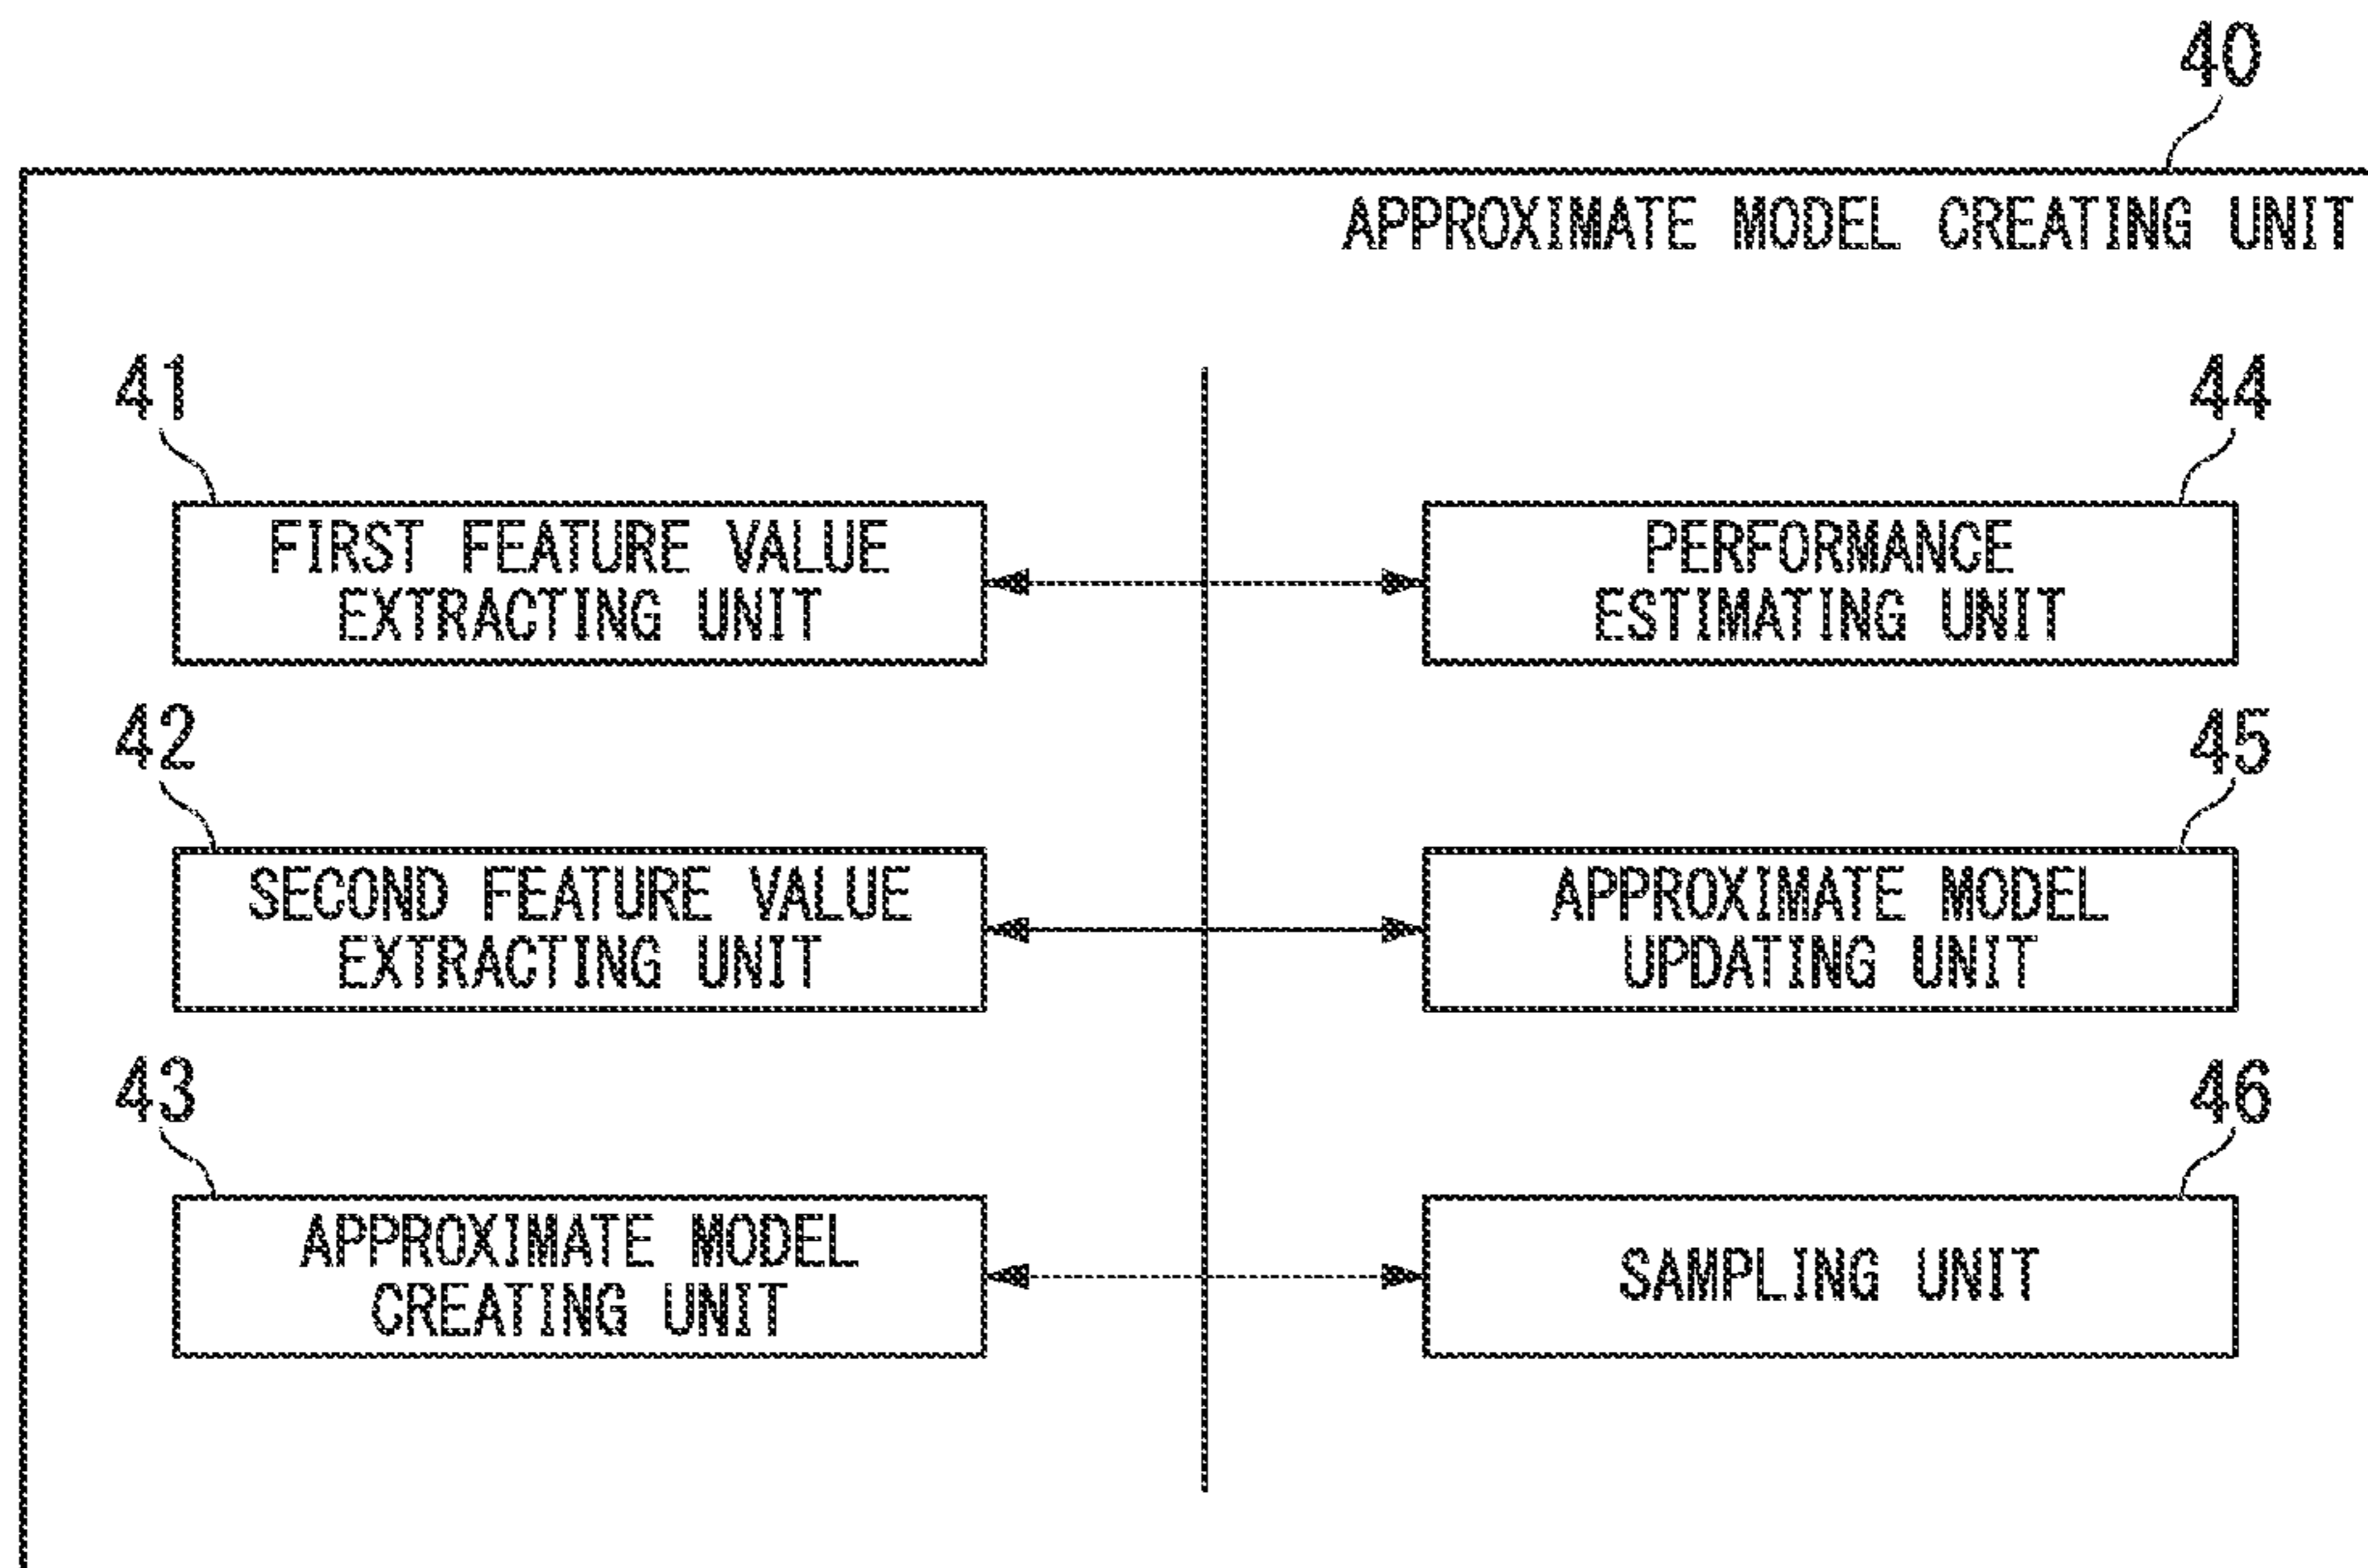 40
APPROXIMATE MODEL CREATING UNIT
41
FIRST FEATURE VALUE
EXTRACTING UNIT
44
PERFORMANCE
ESTIMATING UNIT
42
SECOND FEATURE VALUE
EXTRACTING UNIT
45
APPROXIMATE MODEL
UPDATING UNIT
43
APPROXIMATE MODEL
CREATING UNIT
46
SAMPLING UNIT